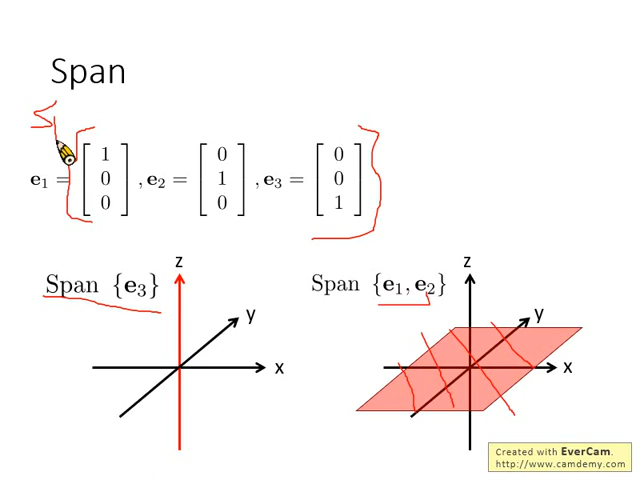 Span
e₁ = [ 1 0 0 ] , e₂ = [ 0 1 0 ] , e₃ = [ 0 0 1 ]
Span {e₃}
z
y
x
Span {e₁, e₂}
z
y
x
Created with EverCam.
http://www.camdemy.com